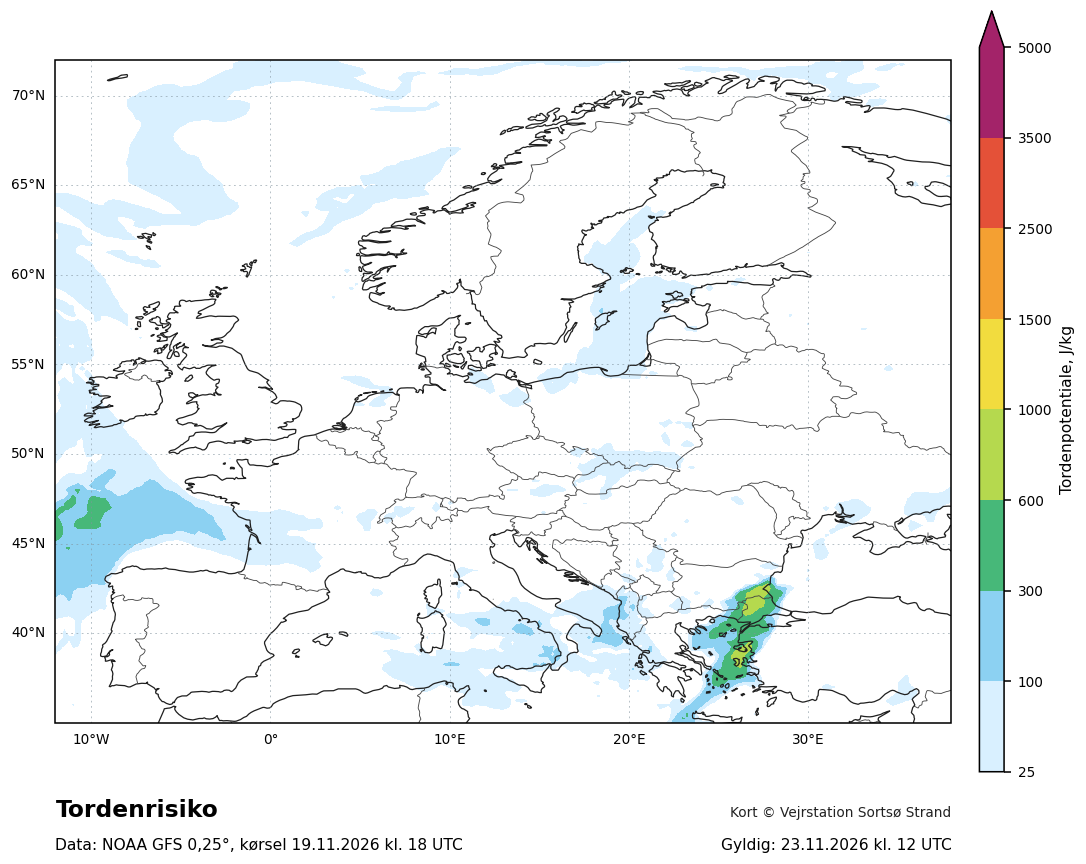 70°N
65°N
60°N
55°N
50°N
45°N
40°N
10°W
0°
10°E
20°E
30°E
5000
3500
2500
1500
1000
600
300
100
25
Tordenpotentiale, J/kg
Tordenrisiko
Kort © Vejrstation Sortsø Strand
Data: NOAA GFS 0,25°, kørsel 19.11.2026 kl. 18 UTC
Gyldig: 23.11.2026 kl. 12 UTC